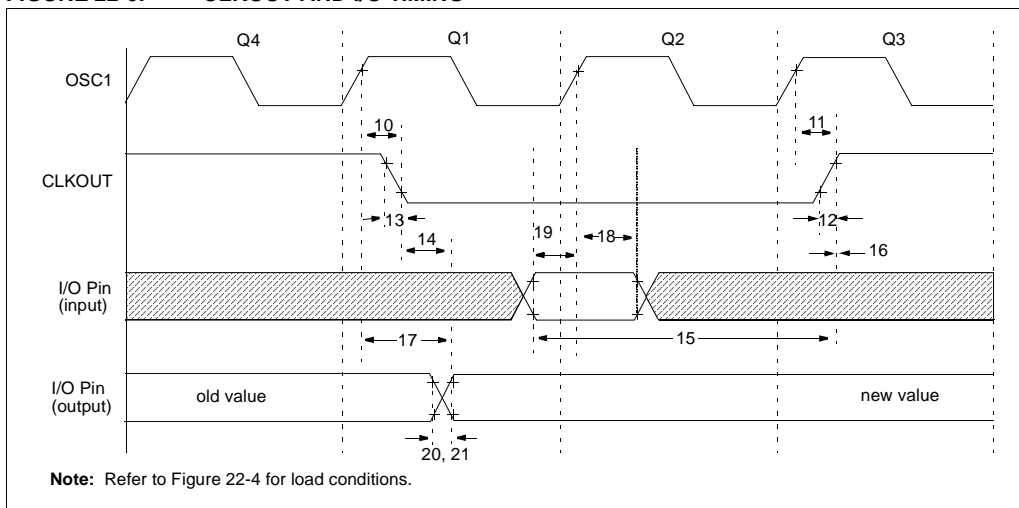 Q4 Q1 Q2 Q3
OSC1
10 11
CLKOUT
13 12
14 19 18 16
I/O Pin
(input)
17 15
I/O Pin
(output)
old value new value
20, 21
Note: Refer to Figure 22-4 for load conditions.